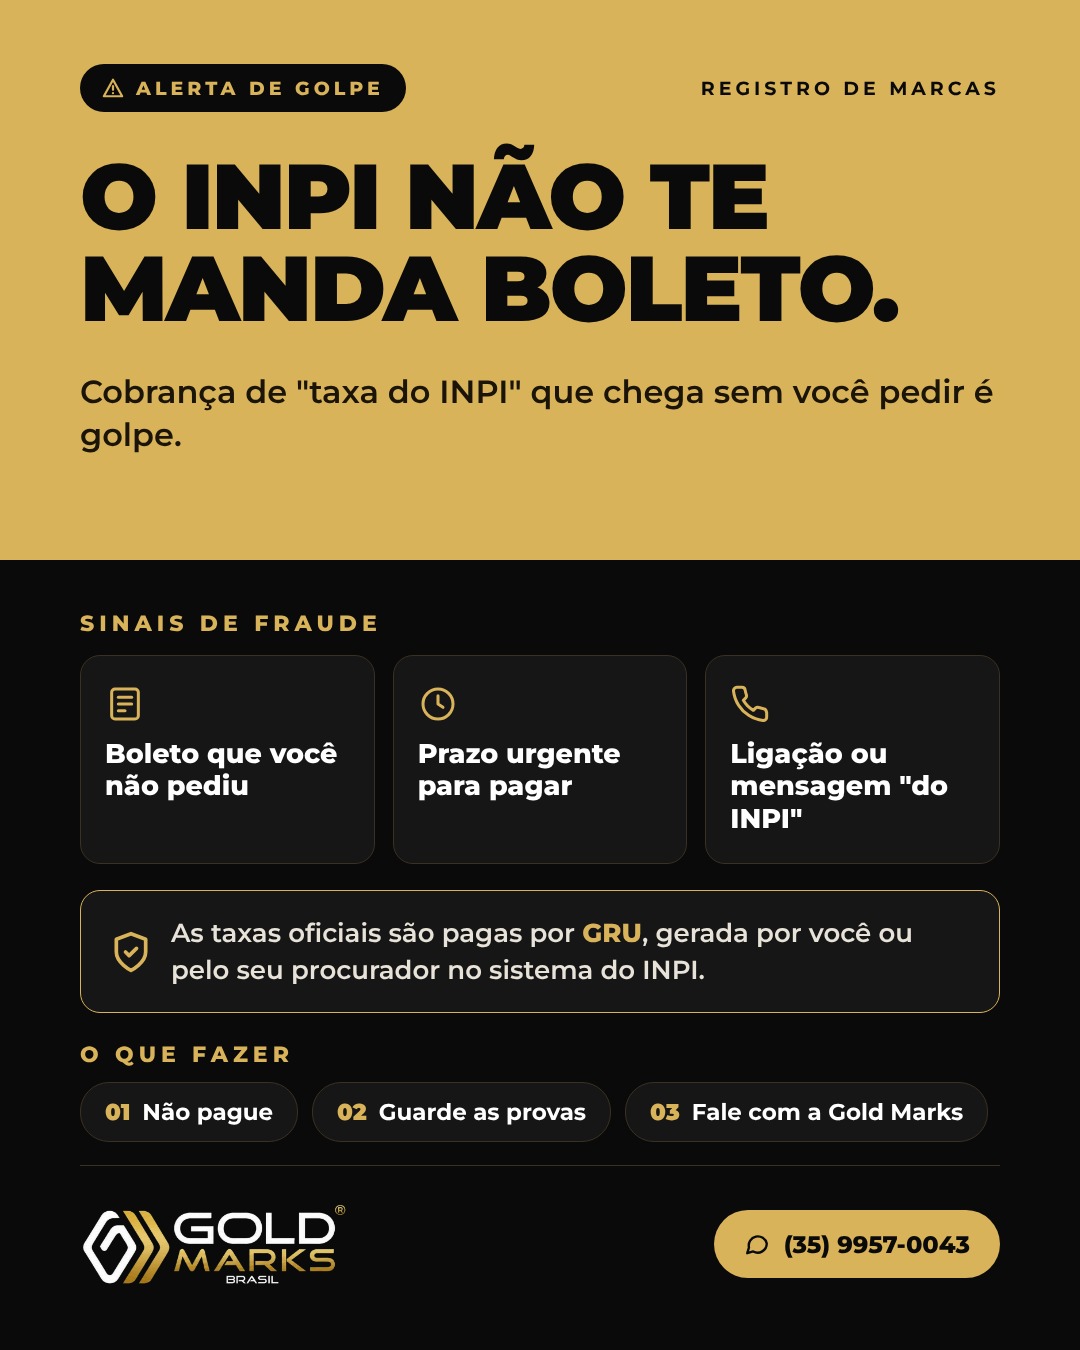 ALERTA DE GOLPE
REGISTRO DE MARCAS
O INPI NÃO TE
MANDA BOLETO.
Cobrança de "taxa do INPI" que chega sem você pedir é
golpe.
SINAIS DE FRAUDE
Boleto que você
não pediu
Prazo urgente
para pagar
Ligação ou
mensagem "do
INPI"
As taxas oficiais são pagas por GRU, gerada por você ou
pelo seu procurador no sistema do INPI.
O QUE FAZER
01 Não pague
02 Guarde as provas
03 Fale com a Gold Marks
GOLD®
MARKS
BRASIL
(35) 9957-0043